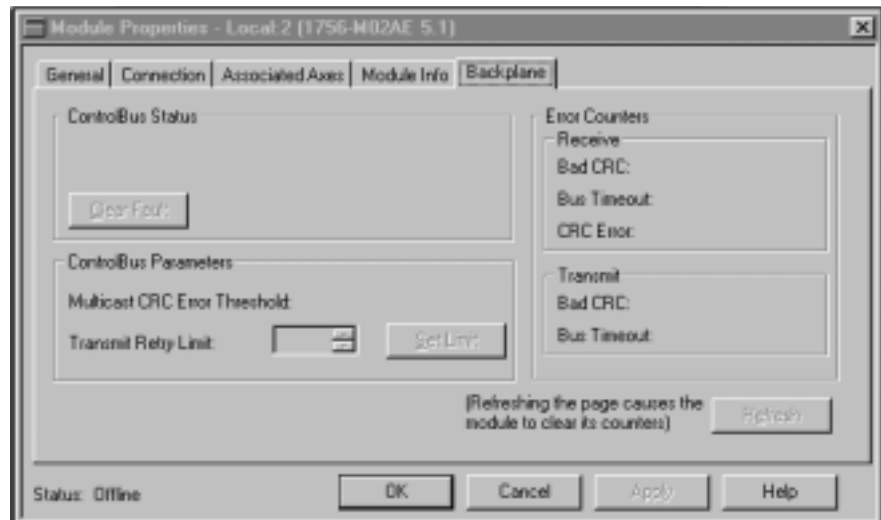 Module Properties - Local:2 (1756-M02AE 5.1)
General Connection Associated Axes Module Info Backplane
ControlBus Status
Clear Fault
ControlBus Parameters
Multicast CRC Error Threshold:
Transmit Retry Limit:
Set Limit
Error Counters
Receive
Bad CRC:
Bus Timeout:
CRC Error:
Transmit
Bad CRC:
Bus Timeout:
(Refreshing the page causes the
module to clear its counters)
Refresh
Status: Offline
OK
Cancel
Apply
Help